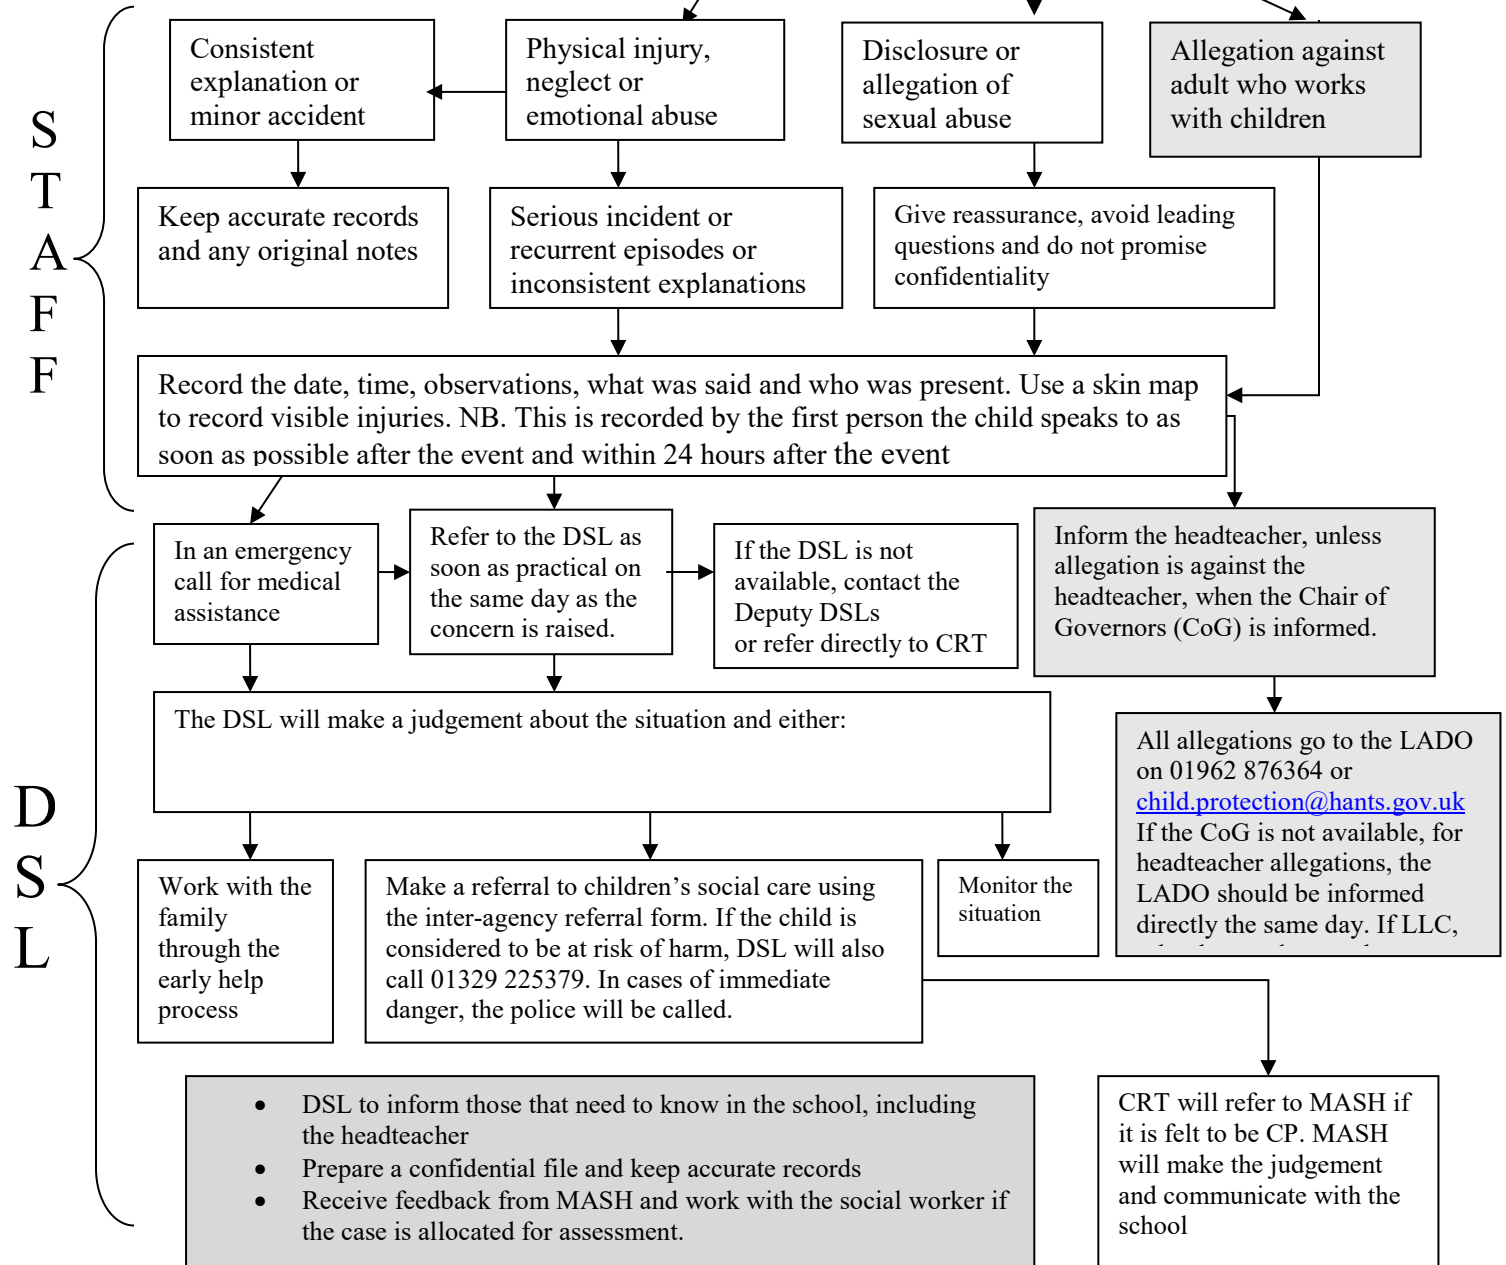 Consistent
explanation or
minor accident
Physical injury,
neglect or
emotional abuse
Disclosure or
allegation of
sexual abuse
Allegation against
adult who works
with children
S
T
A
F
F
Keep accurate records
and any original notes
Serious incident or
recurrent episodes or
inconsistent explanations
Give reassurance, avoid leading
questions and do not promise
confidentiality
Record the date, time, observations, what was said and who was present. Use a skin map
to record visible injuries. NB. This is recorded by the first person the child speaks to as
soon as possible after the event and within 24 hours after the event
In an emergency
call for medical
assistance
Refer to the DSL as
soon as practical on
the same day as the
concern is raised.
If the DSL is not
available, contact the
Deputy DSLs
or refer directly to CRT
Inform the headteacher, unless
allegation is against the
headteacher, when the Chair of
Governors (CoG) is informed.
D
S
L
The DSL will make a judgement about the situation and either:
All allegations go to the LADO
on 01962 876364 or
child.protection@hants.gov.uk
If the CoG is not available, for
headteacher allegations, the
LADO should be informed
directly the same day. If LLC,
Work with the
family
through the
early help
process
Make a referral to children’s social care using
the inter-agency referral form. If the child is
considered to be at risk of harm, DSL will also
call 01329 225379. In cases of immediate
danger, the police will be called.
Monitor the
situation
• DSL to inform those that need to know in the school, including
the headteacher
• Prepare a confidential file and keep accurate records
• Receive feedback from MASH and work with the social worker if
the case is allocated for assessment.
CRT will refer to MASH if
it is felt to be CP. MASH
will make the judgement
and communicate with the
school